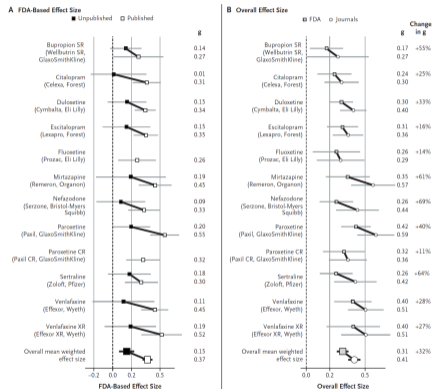 A FDA-Based Effect Size
Unpublished Published
g
Bupropion SR
(Wellbutrin SR,
GlaxoSmithKline)
0.14
0.27
Citalopram
(Celexa, Forest)
0.01
0.31
Duloxetine
(Cymbalta, Eli Lilly)
0.15
0.34
Escitalopram
(Lexapro, Forest)
0.15
0.35
Fluoxetine
(Prozac, Eli Lilly)
0.26
Mirtazapine
(Remeron, Organon)
0.19
0.45
Nefazodone
(Serzone, Bristol-Myers
Squibb)
0.09
0.33
Paroxetine
(Paxil, GlaxoSmithKline)
0.20
0.55
Paroxetine CR
(Paxil CR, GlaxoSmithKline)
0.32
Sertraline
(Zoloft, Pfizer)
0.18
0.30
Venlafaxine
(Effexor, Wyeth)
0.11
0.45
Venlafaxine XR
(Effexor XR, Wyeth)
0.19
0.52
Overall mean weighted
effect size
0.15
0.37
−0.2 0.0 0.2 0.5
FDA-Based Effect Size
B Overall Effect Size
FDA Journals
g
Change
in g
Bupropion SR
(Wellbutrin SR,
GlaxoSmithKline)
0.17 +55%
0.27
Citalopram
(Celexa, Forest)
0.24 +25%
0.30
Duloxetine
(Cymbalta, Eli Lilly)
0.30 +33%
0.40
Escitalopram
(Lexapro, Forest)
0.31 +16%
0.36
Fluoxetine
(Prozac, Eli Lilly)
0.26 +14%
0.29
Mirtazapine
(Remeron, Organon)
0.35 +61%
0.57
Nefazodone
(Serzone, Bristol-Myers
Squibb)
0.26 +69%
0.44
Paroxetine
(Paxil, GlaxoSmithKline)
0.42 +40%
0.59
Paroxetine CR
(Paxil CR, GlaxoSmithKline)
0.32 +11%
0.36
Sertraline
(Zoloft, Pfizer)
0.26 +64%
0.42
Venlafaxine
(Effexor, Wyeth)
0.40 +28%
0.51
Venlafaxine XR
(Effexor XR, Wyeth)
0.40 +27%
0.51
Overall mean weighted
effect size
0.31 +32%
0.41
0.0 0.2 0.5
Overall Effect Size